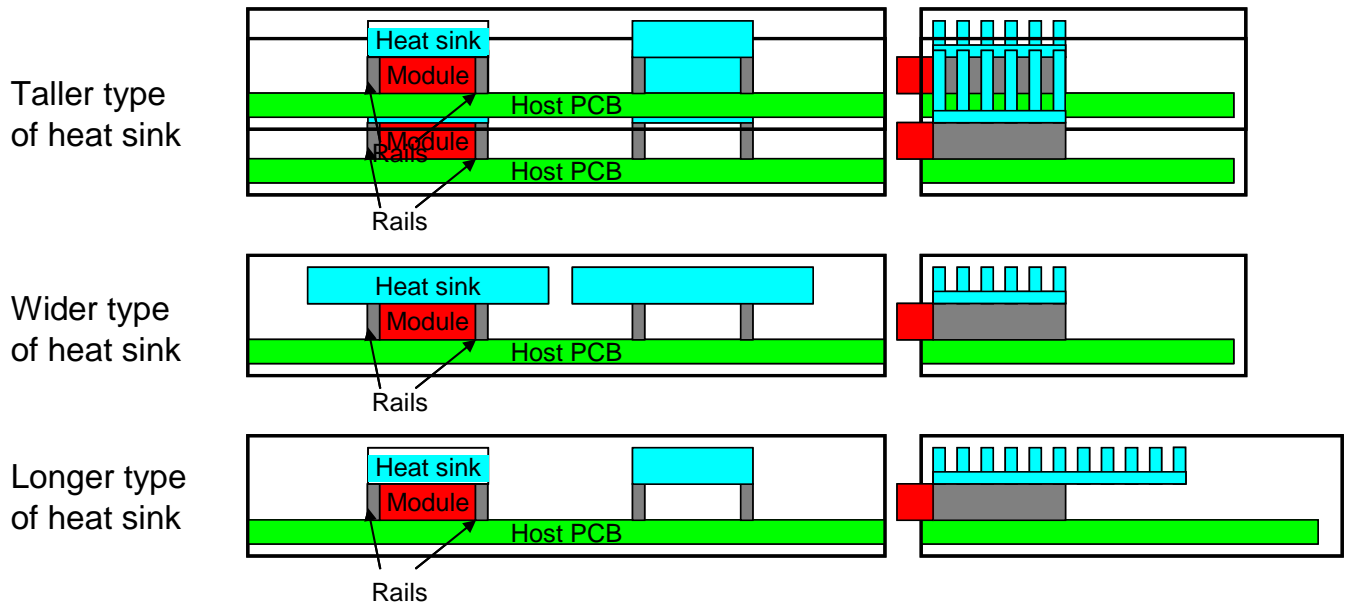 Taller type
of heat sink
Heat sink
Module
Host PCB
Module
Rails
Host PCB
Rails
Wider type
of heat sink
Heat sink
Module
Host PCB
Rails
Longer type
of heat sink
Heat sink
Module
Host PCB
Rails